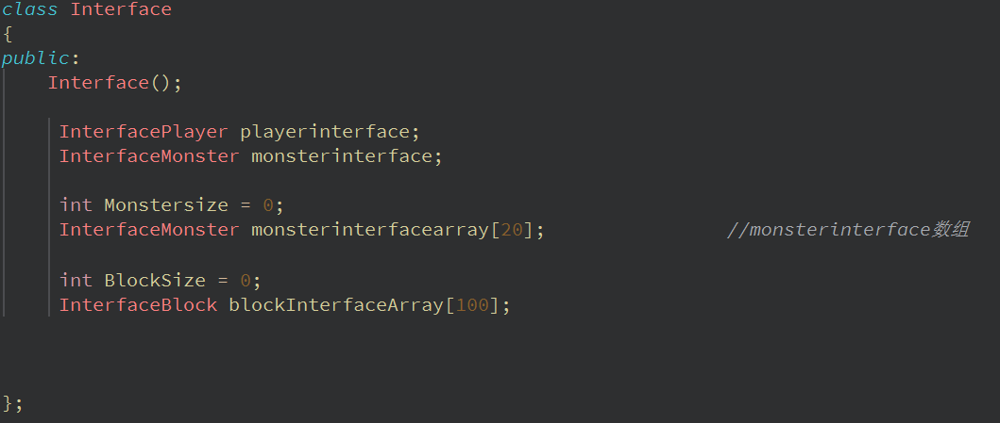 class Interface
{
public:
Interface();
InterfacePlayer playerinterface;
InterfaceMonster monsterinterface;
int Monstersize = 0;
InterfaceMonster monsterinterfacearray[20]; //monsterinterface数组
int BlockSize = 0;
InterfaceBlock blockInterfaceArray[100];
};